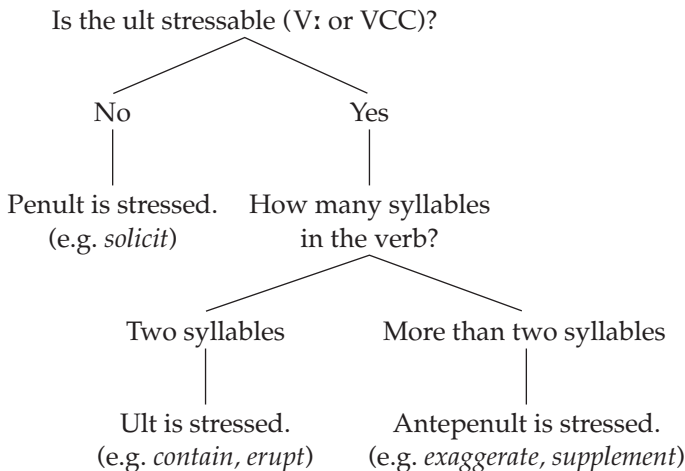 Is the ult stressable (Vː or VCC)?
No Yes
Penult is stressed. How many syllables
(e.g. solicit) in the verb?
Two syllables More than two syllables
Ult is stressed. Antepenult is stressed.
(e.g. contain, erupt) (e.g. exaggerate, supplement)